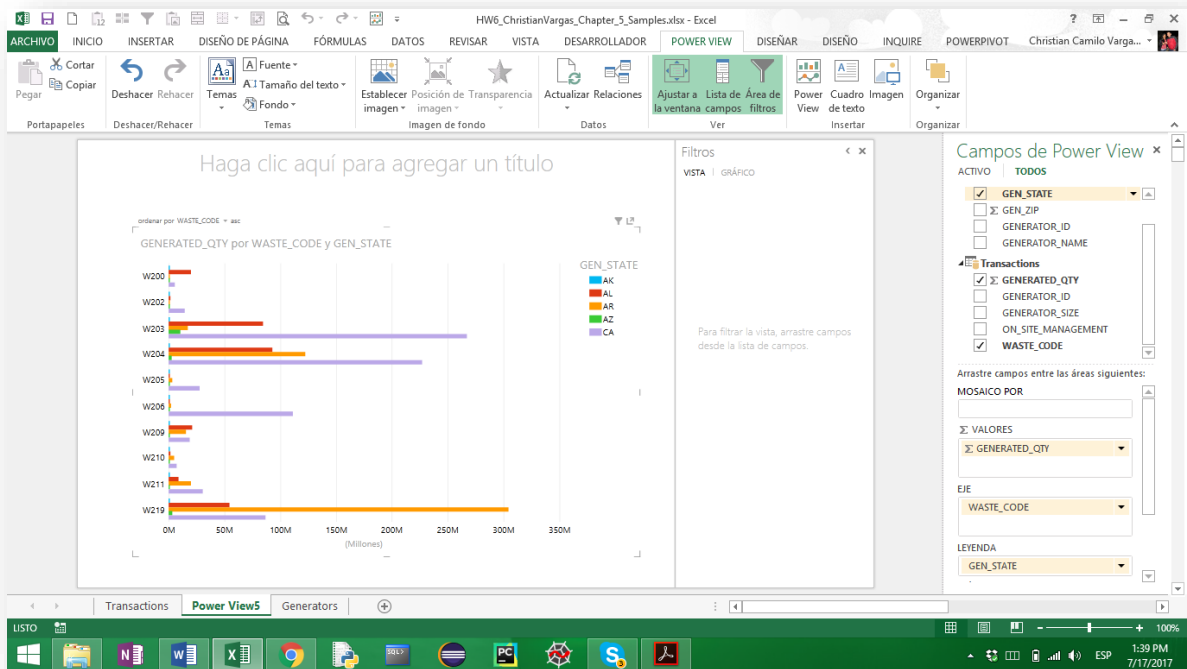 HW6_ChristianVargas_Chapter_5_Samples.xlsx - Excel
ARCHIVO INICIO INSERTAR DISEÑO DE PÁGINA FÓRMULAS DATOS REVISAR VISTA DESARROLLADOR POWER VIEW DISEÑAR DISEÑO INQUIRE POWERPIVOT Christian Camilo Varga...
Pegar
Cortar
Copiar
Portapapeles
Deshacer Rehacer
Deshacer/Rehacer
Temas
Fuente
Tamaño del texto
Fondo
Temas
Establecer imagen
Posición de imagen
Transparencia
Imagen de fondo
Actualizar Relaciones
Datos
Ajustar a la ventana
Lista de campos
Área de filtros
Ver
Power View
Cuadro de texto
Imagen
Insertar
Organizar
Organizar
Haga clic aquí para agregar un título
ordenar por WASTE_CODE asc
GENERATED_QTY por WASTE_CODE y GEN_STATE
W200
W202
W203
W204
W205
W206
W209
W210
W211
W219
0M 50M 100M 150M 200M 250M 300M 350M
(Millones)
GEN_STATE
AK
AL
AR
AZ
CA
Filtros
VISTA | GRÁFICO
Para filtrar la vista, arrastre campos
desde la lista de campos.
Campos de Power View
ACTIVO TODOS
GEN_STATE
Σ GEN_ZIP
GENERATOR_ID
GENERATOR_NAME
Transactions
Σ GENERATED_QTY
GENERATOR_ID
GENERATOR_SIZE
ON_SITE_MANAGEMENT
WASTE_CODE
Arrastre campos entre las áreas siguientes:
MOSAICO POR
Σ VALORES
Σ GENERATED_QTY
EJE
WASTE_CODE
LEYENDA
GEN_STATE
Transactions Power View5 Generators
LISTO
100%
ESP
1:39 PM
7/17/2017